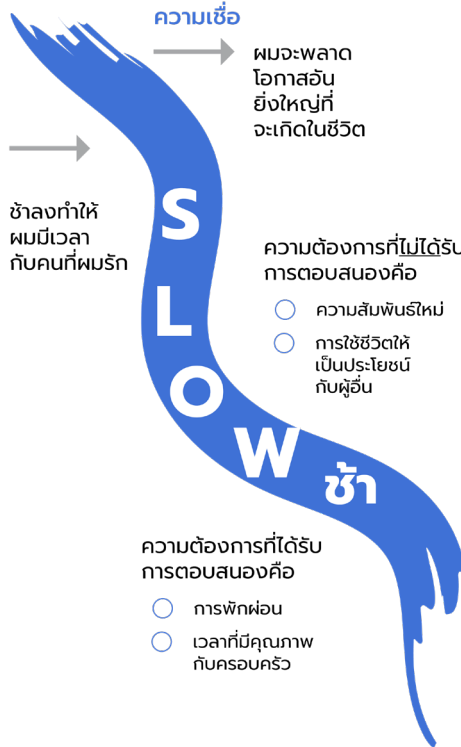 ความเชื่อ
ผมจะพลาด
โอกาสอัน
ยิ่งใหญ่ที่
จะเกิดในชีวิต
ช้าลงทำให้
ผมมีเวลา
กับคนที่ผมรัก
S
L
O
W
ช้า
ความต้องการที่ไม่ได้รับ
การตอบสนองคือ
ความสัมพันธ์ใหม่
การใช้ชีวิตให้
เป็นประโยชน์
กับผู้อื่น
ความต้องการที่ได้รับ
การตอบสนองคือ
การพักผ่อน
เวลาที่มีคุณภาพ
กับครอบครัว